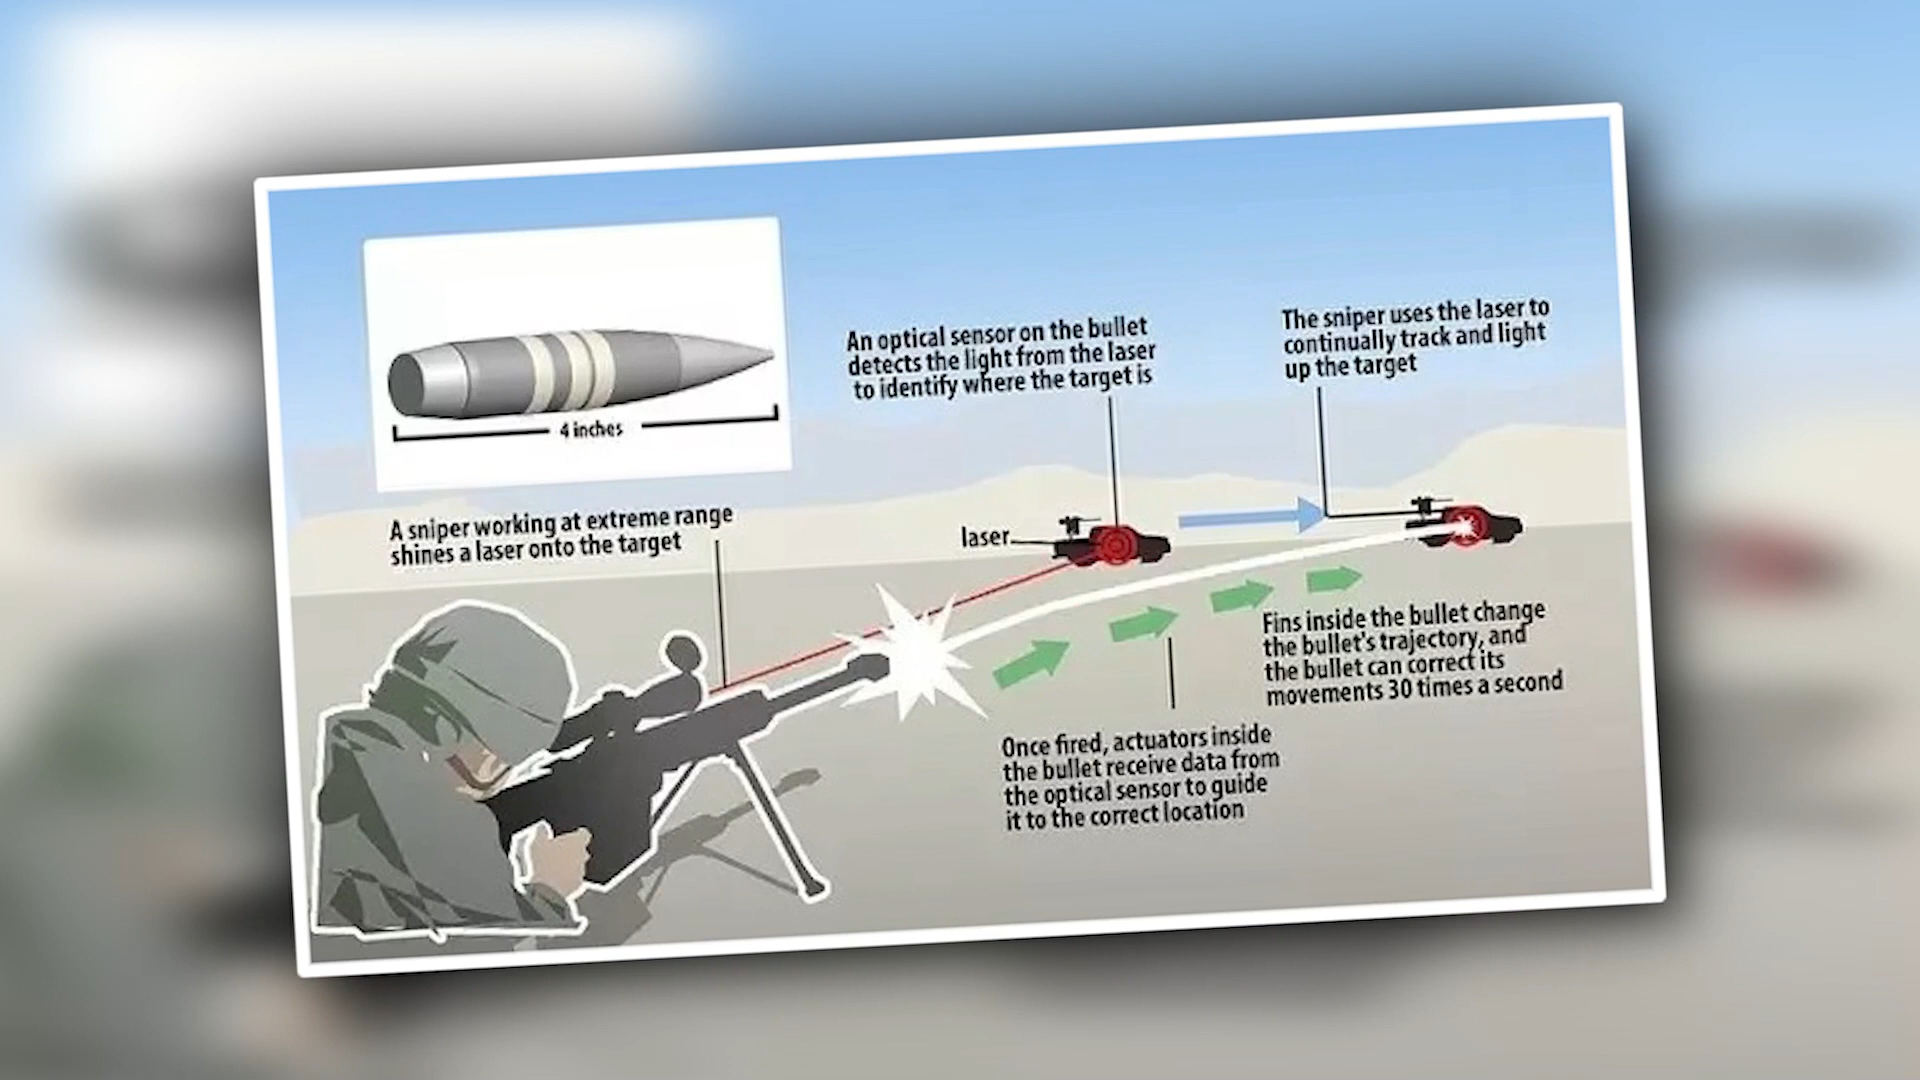 4 inches
A sniper working at extreme range
shines a laser onto the target
An optical sensor on the bullet
detects the light from the laser
to identify where the target is
The sniper uses the laser to
continually track and light
up the target
laser
Fins inside the bullet change
the bullet's trajectory, and
the bullet can correct its
movements 30 times a second
Once fired, actuators inside
the bullet receive data from
the optical sensor to guide
it to the correct location